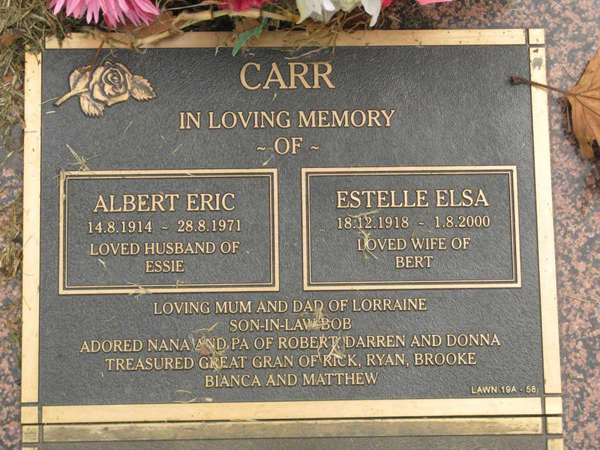 CARR
IN LOVING MEMORY
~ OF ~
ALBERT ERIC
14.8.1914 ~ 28.8.1971
LOVED HUSBAND OF
ESSIE
ESTELLE ELSA
18.12.1918 ~ 1.8.2000
LOVED WIFE OF
BERT
LOVING MUM AND DAD OF LORRAINE
SON-IN-LAW BOB
ADORED NANA AND PA OF ROBERT, DARREN AND DONNA
TREASURED GREAT GRAN OF RICK, RYAN, BROOKE
BIANCA AND MATTHEW
LAWN 19A - 58